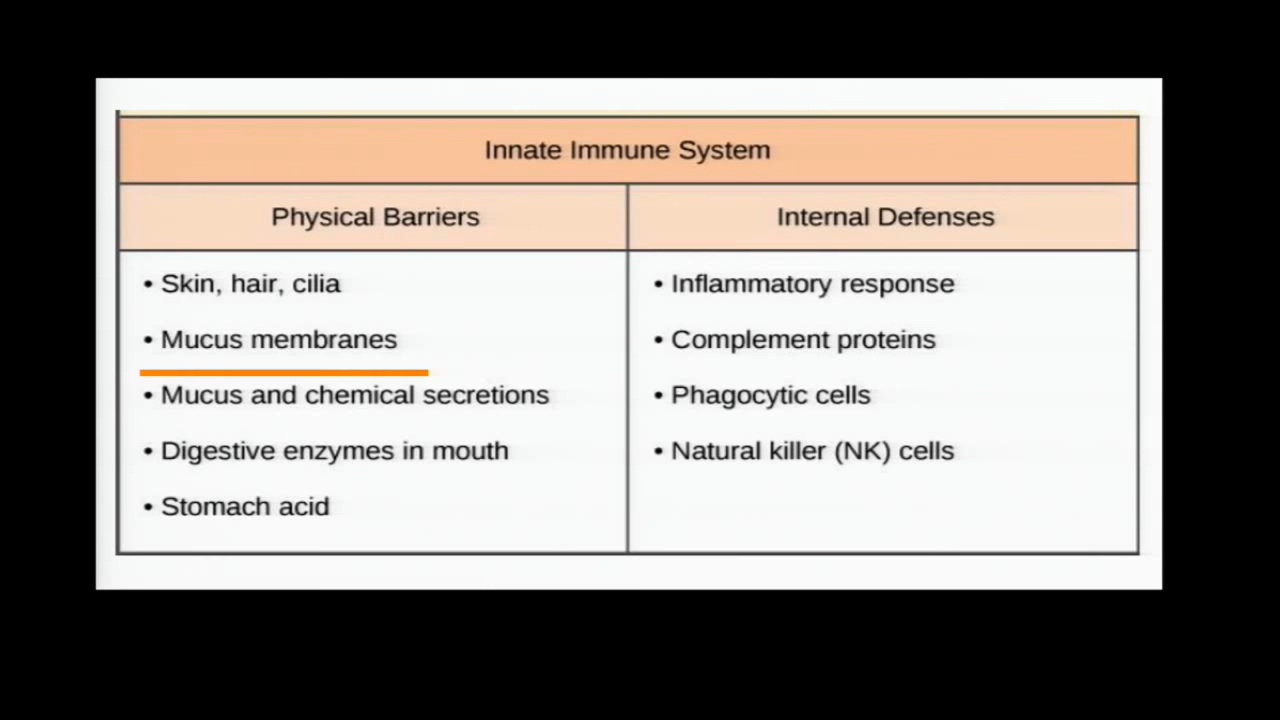 Innate Immune System
Physical Barriers
Internal Defenses
• Skin, hair, cilia
• Mucus membranes
• Mucus and chemical secretions
• Digestive enzymes in mouth
• Stomach acid
• Inflammatory response
• Complement proteins
• Phagocytic cells
• Natural killer (NK) cells